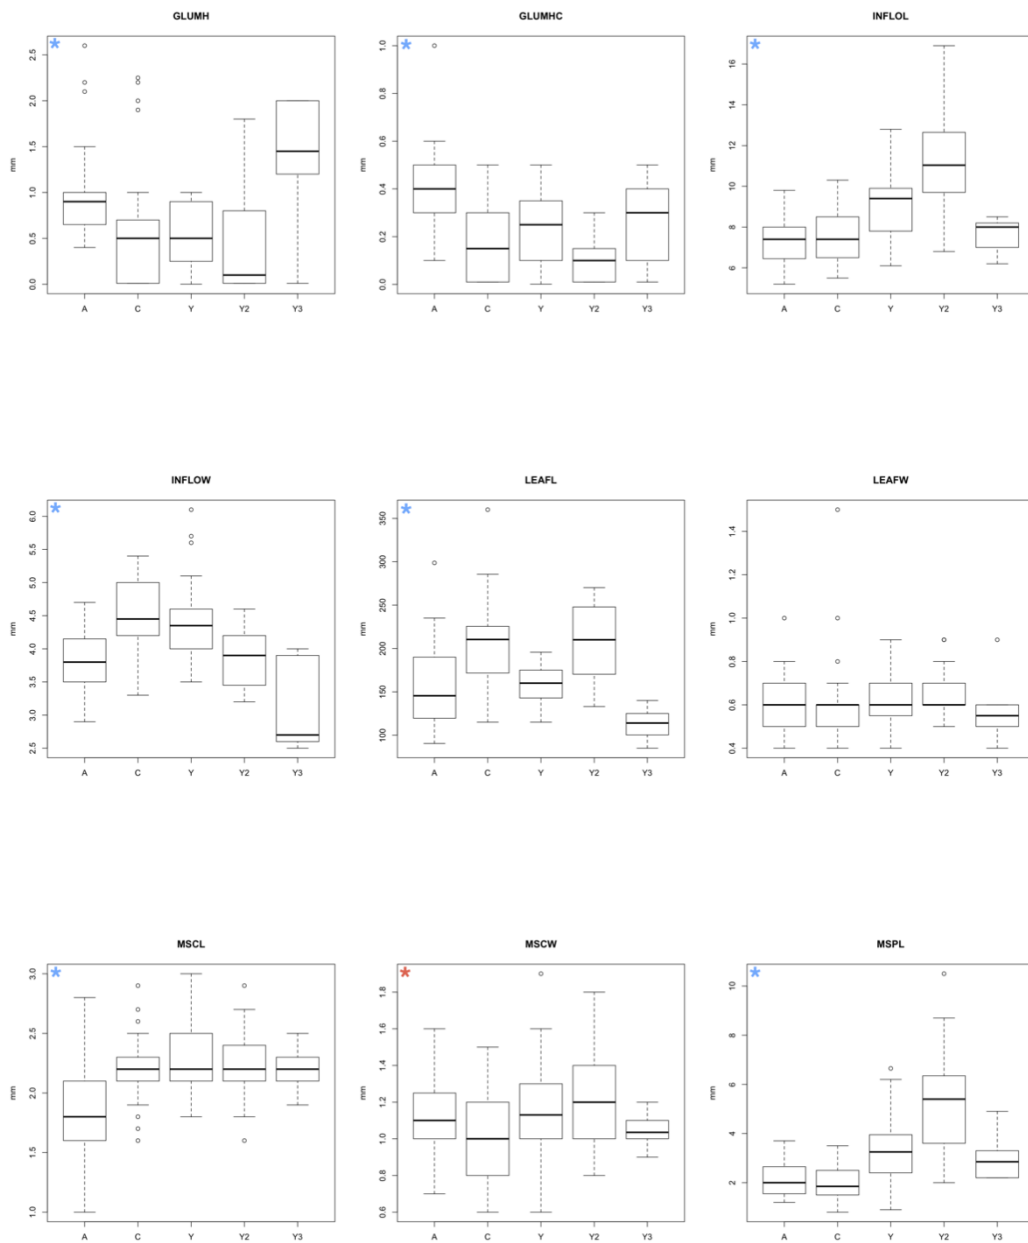 GLUMH
*
mm
2.5
2.0
1.5
1.0
0.5
0.0
A C Y Y2 Y3
GLUMHC
*
mm
1.0
0.8
0.6
0.4
0.2
0.0
A C Y Y2 Y3
INFLOL
*
mm
16
14
12
10
8
6
A C Y Y2 Y3
INFLOW
*
mm
6.0
5.5
5.0
4.5
4.0
3.5
3.0
2.5
A C Y Y2 Y3
LEAFL
*
mm
350
300
250
200
150
100
A C Y Y2 Y3
LEAFW
mm
1.4
1.2
1.0
0.8
0.6
0.4
A C Y Y2 Y3
MSCL
*
mm
3.0
2.5
2.0
1.5
1.0
A C Y Y2 Y3
MSCW
*
mm
1.8
1.6
1.4
1.2
1.0
0.8
0.6
A C Y Y2 Y3
MSPL
*
mm
10
8
6
4
2
A C Y Y2 Y3